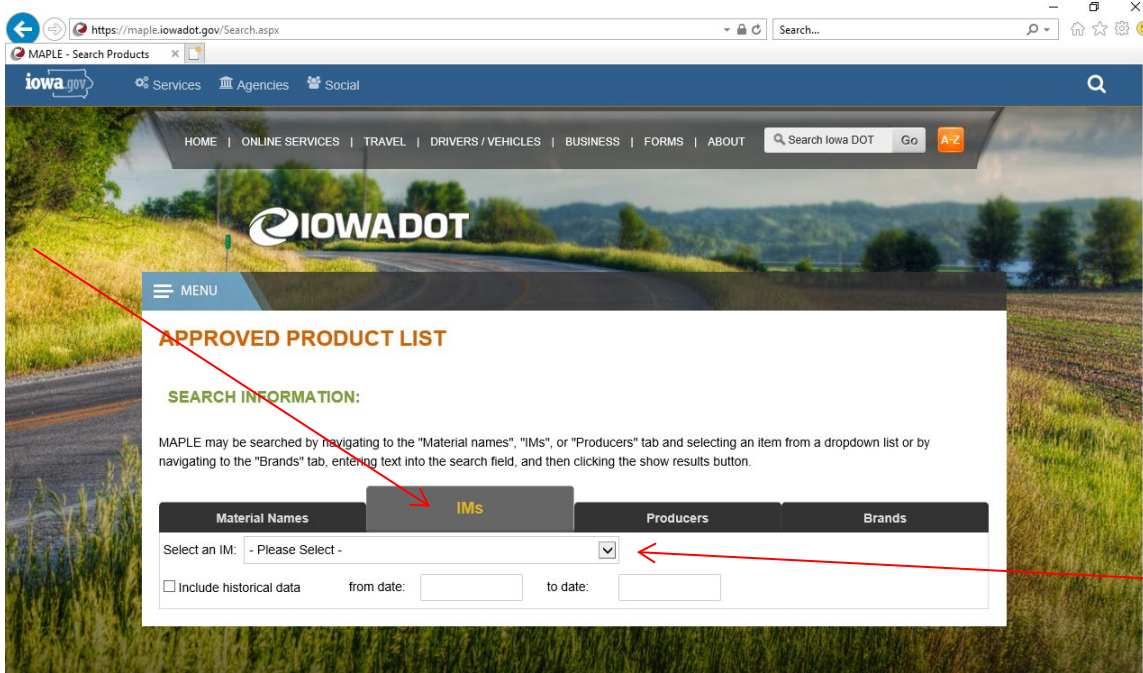 https://maple.iowadot.gov/Search.aspx
Search...
MAPLE - Search Products
iowa.gov
Services
Agencies
Social
HOME | ONLINE SERVICES | TRAVEL | DRIVERS / VEHICLES | BUSINESS | FORMS | ABOUT
Search Iowa DOT
Go
A-Z
IOWADOT
MENU
APPROVED PRODUCT LIST
SEARCH INFORMATION:
MAPLE may be searched by navigating to the "Material names", "IMs", or "Producers" tab and selecting an item from a dropdown list or by
navigating to the "Brands" tab, entering text into the search field, and then clicking the show results button.
Material Names
IMs
Producers
Brands
Select an IM: - Please Select -
Include historical data from date: to date: